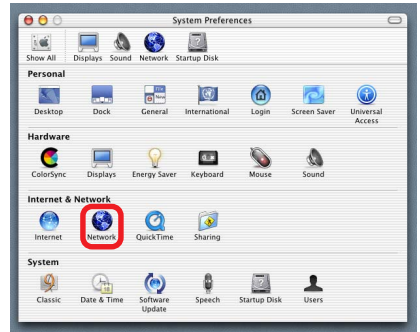 System Preferences
Show All Displays Sound Network Startup Disk
Personal
Desktop Dock General International Login Screen Saver Universal Access
Hardware
ColorSync Displays Energy Saver Keyboard Mouse Sound
Internet & Network
Internet Network QuickTime Sharing
System
Classic Date & Time Software Update Speech Startup Disk Users